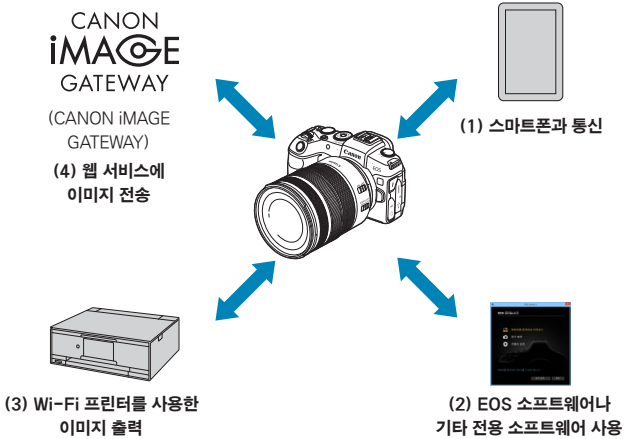 CANON
iMAGE
GATEWAY
(CANON iMAGE
GATEWAY)
(4) 웹 서비스에
이미지 전송
(1) 스마트폰과 통신
Canon
EOS
(3) Wi-Fi 프린터를 사용한
이미지 출력
(2) EOS 소프트웨어나
기타 전용 소프트웨어 사용